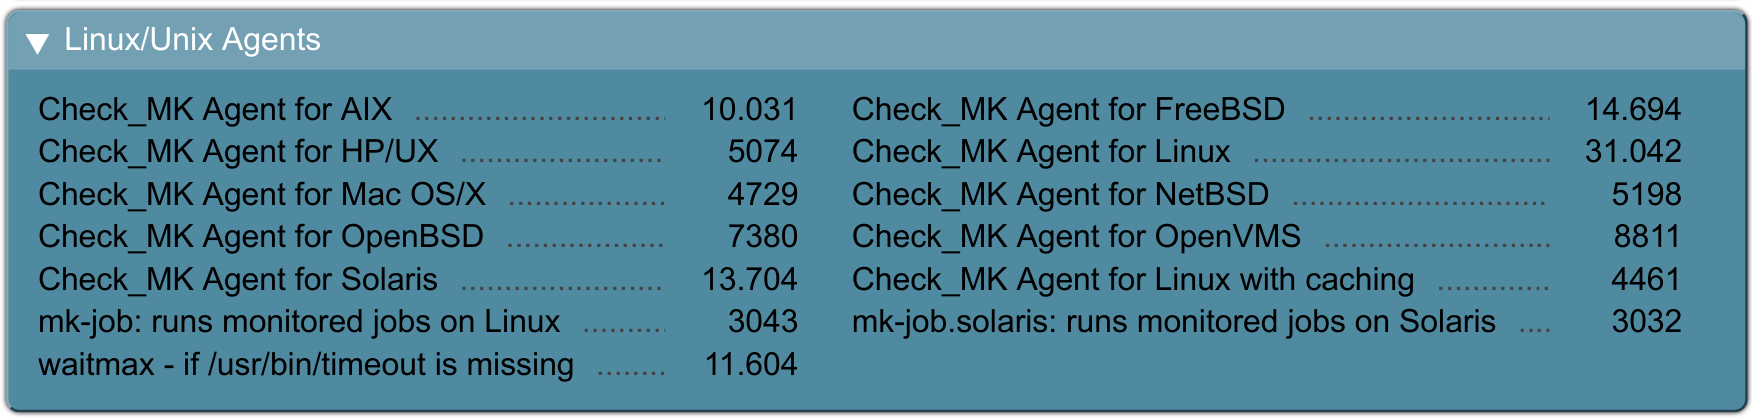 ▼ Linux/Unix Agents
Check_MK Agent for AIX ............................ 10.031 Check_MK Agent for FreeBSD ........................... 14.694
Check_MK Agent for HP/UX ....................... 5074 Check_MK Agent for Linux ................................. 31.042
Check_MK Agent for Mac OS/X .................. 4729 Check_MK Agent for NetBSD ............................ 5198
Check_MK Agent for OpenBSD .................. 7380 Check_MK Agent for OpenVMS ......................... 8811
Check_MK Agent for Solaris ....................... 13.704 Check_MK Agent for Linux with caching ............. 4461
mk-job: runs monitored jobs on Linux .......... 3043 mk-job.solaris: runs monitored jobs on Solaris .... 3032
waitmax - if /usr/bin/timeout is missing ........ 11.604